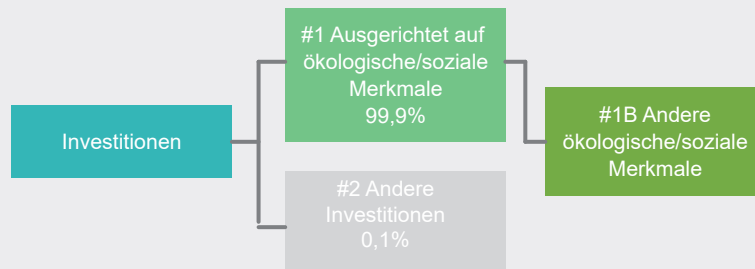 Investitionen
#1 Ausgerichtet auf
ökologische/soziale
Merkmale
99,9%
#2 Andere
Investitionen
0,1%
#1B Andere
ökologische/soziale
Merkmale